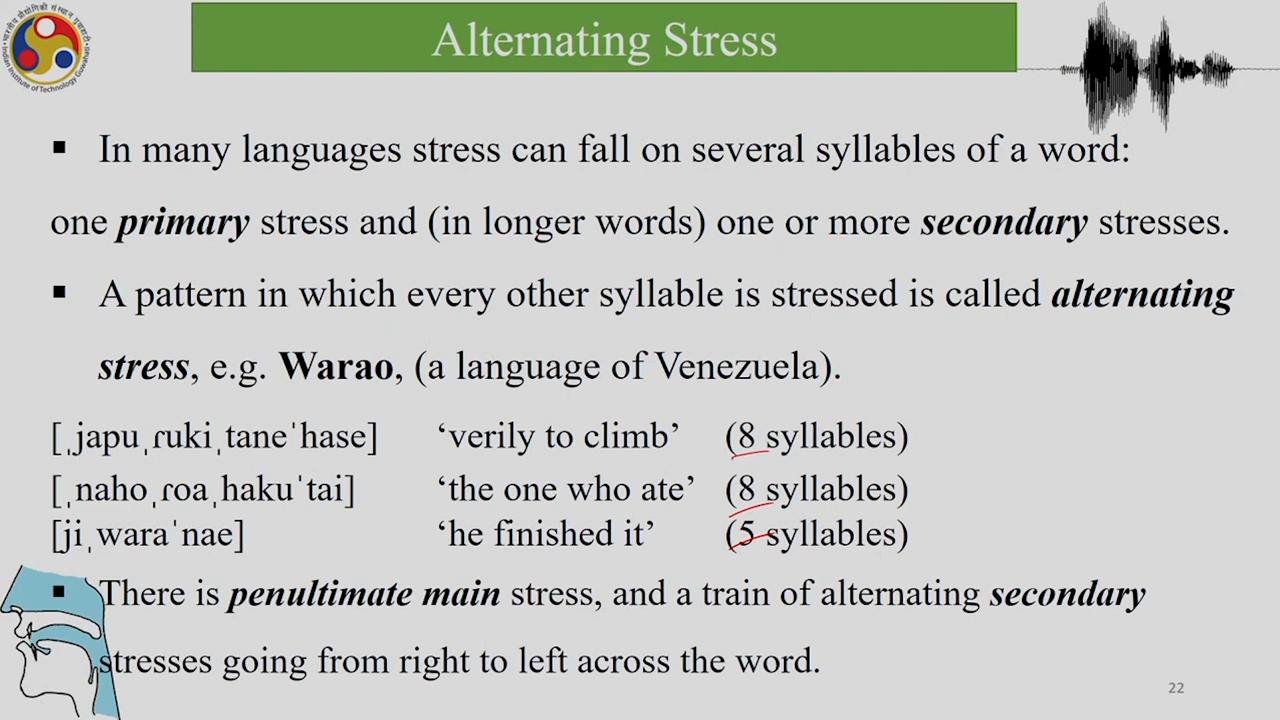 Alternating Stress
▪ In many languages stress can fall on several syllables of a word:
one primary stress and (in longer words) one or more secondary stresses.
▪ A pattern in which every other syllable is stressed is called alternating
stress, e.g. Warao, (a language of Venezuela).
[ˌjapuˌɾukiˌtaneˈhase] ‘verily to climb’ (8 syllables)
[ˌnahoˌɾoaˌhakuˈtai] ‘the one who ate’ (8 syllables)
[jiˌwaraˈnae] ‘he finished it’ (5 syllables)
▪ There is penultimate main stress, and a train of alternating secondary
stresses going from right to left across the word.
22